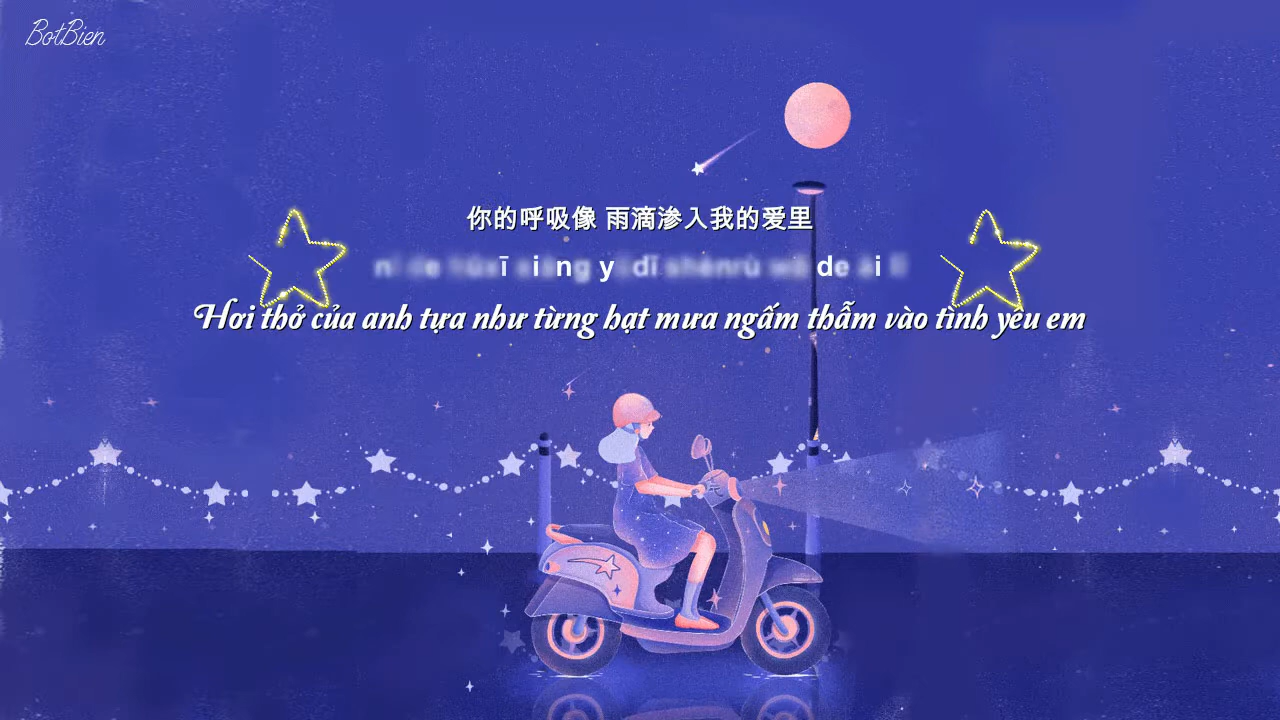 BotBien
你的呼吸像 雨滴渗入我的爱里
de
Hơi thở của anh tựa như từng hạt mưa ngấm thẫm vào tình yêu em